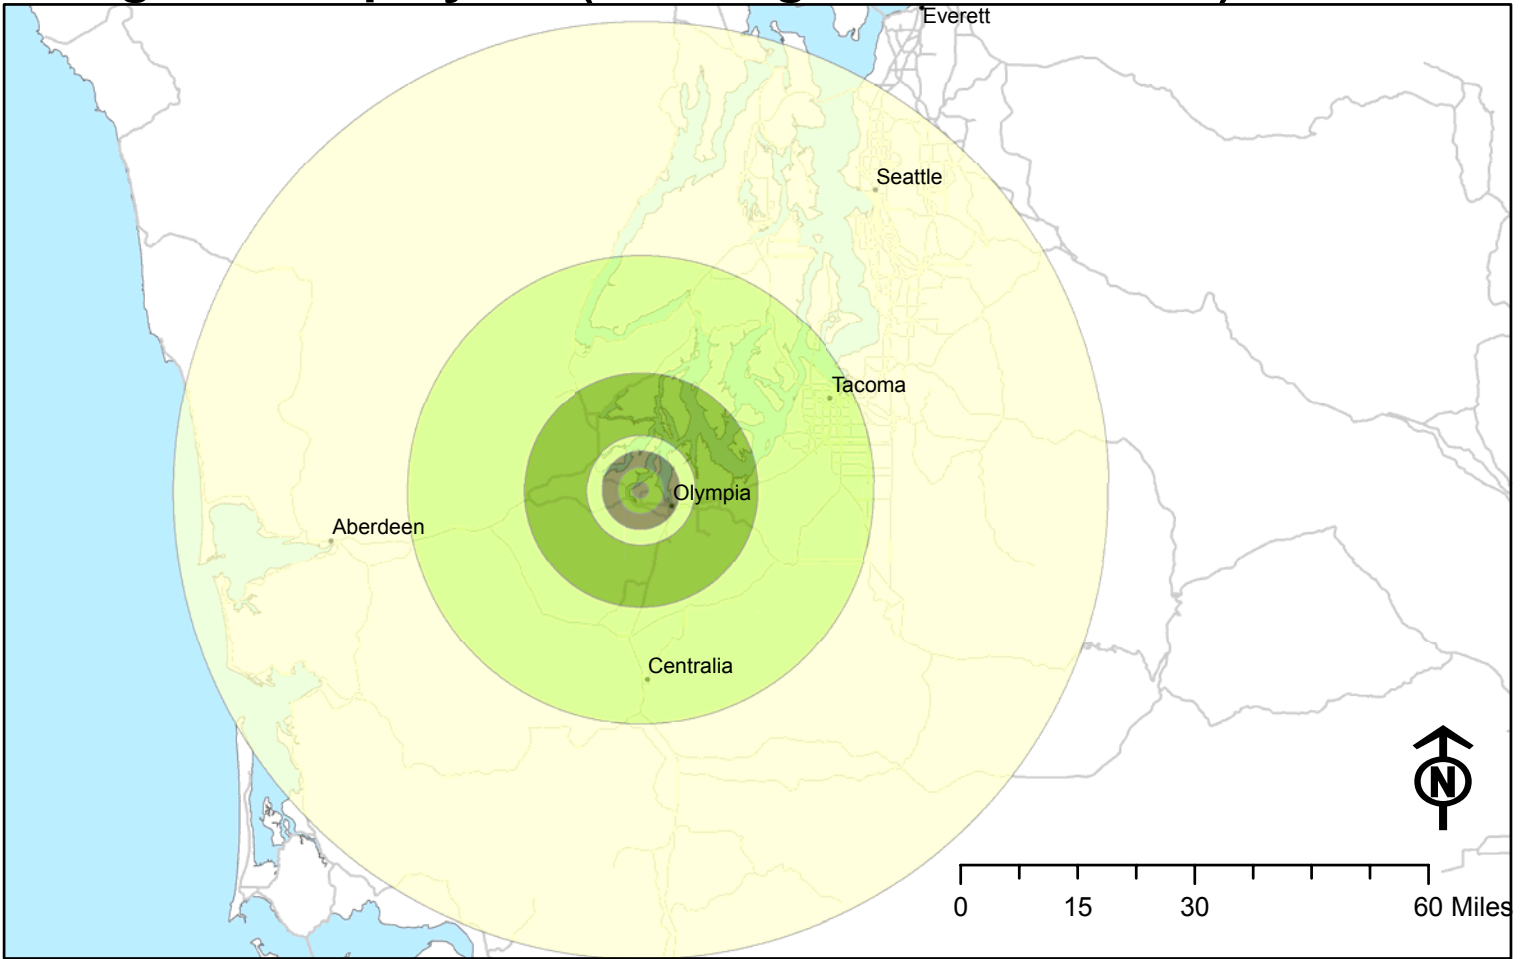 Everett
Seattle
Tacoma
Olympia
Aberdeen
Centralia
N
0 15 30 60 Miles